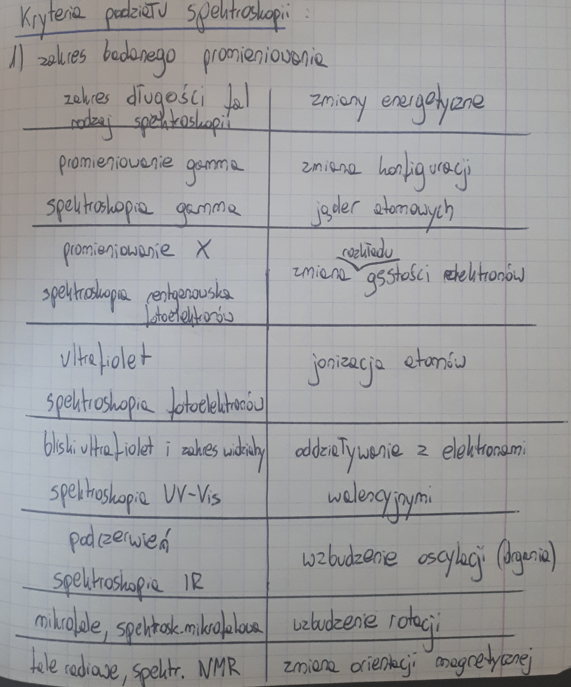 Kryteria podziału spektroskopii:
1) zakres badanego promieniowania
zakres długości fal
rodzaj spektroskopii
zmiany energetyczne
promieniowanie gamma
spektroskopia gamma
zmiana konfiguracji
jąder atomowych
promieniowanie X
spektroskopia rentgenowska
fotoelektronów
rozkładu
zmiana gęstości elektronów
ultrafiolet
spektroskopia fotoelektronów
jonizacja atomów
bliski ultrafiolet i zakres widzialny
spektroskopia UV-Vis
oddziaływanie z elektronami
walencyjnymi
podczerwień
spektroskopia IR
wzbudzenie oscylacji (drgania)
mikrofale, spektrosk. mikrofalowa
wzbudzenie rotacji
fale radiowe, spektr. NMR
zmiana orientacji magnetycznej